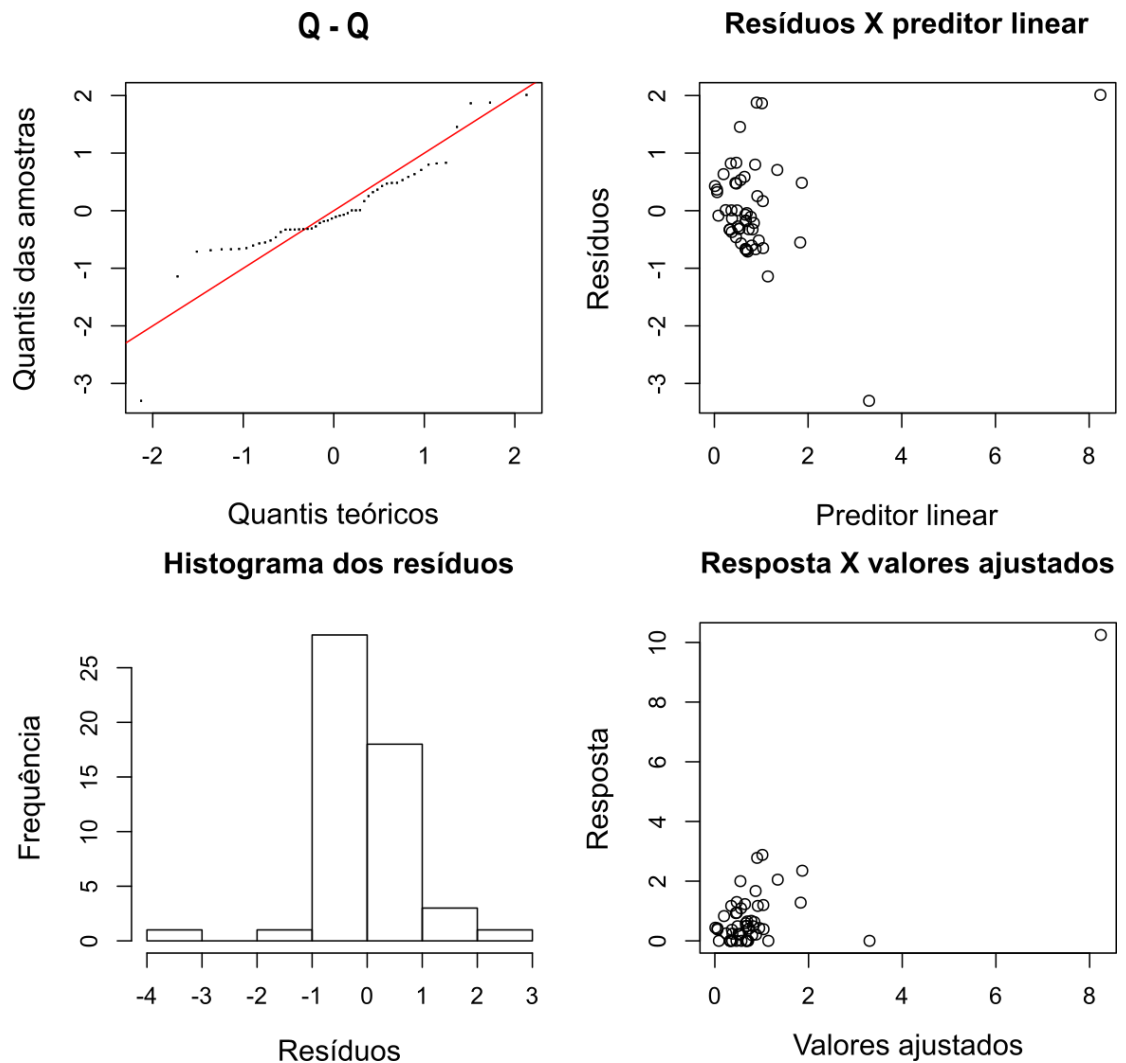 Q - Q
2
1
0
-1
-2
-3
Quantis das amostras
-2 -1 0 1 2
Quantis teóricos
Resíduos X preditor linear
2
1
0
-1
-2
-3
Resíduos
0 2 4 6 8
Preditor linear
Histograma dos resíduos
25
20
15
10
5
0
Frequência
-4 -3 -2 -1 0 1 2 3
Resíduos
Resposta X valores ajustados
10
8
6
4
2
0
Resposta
0 2 4 6 8
Valores ajustados